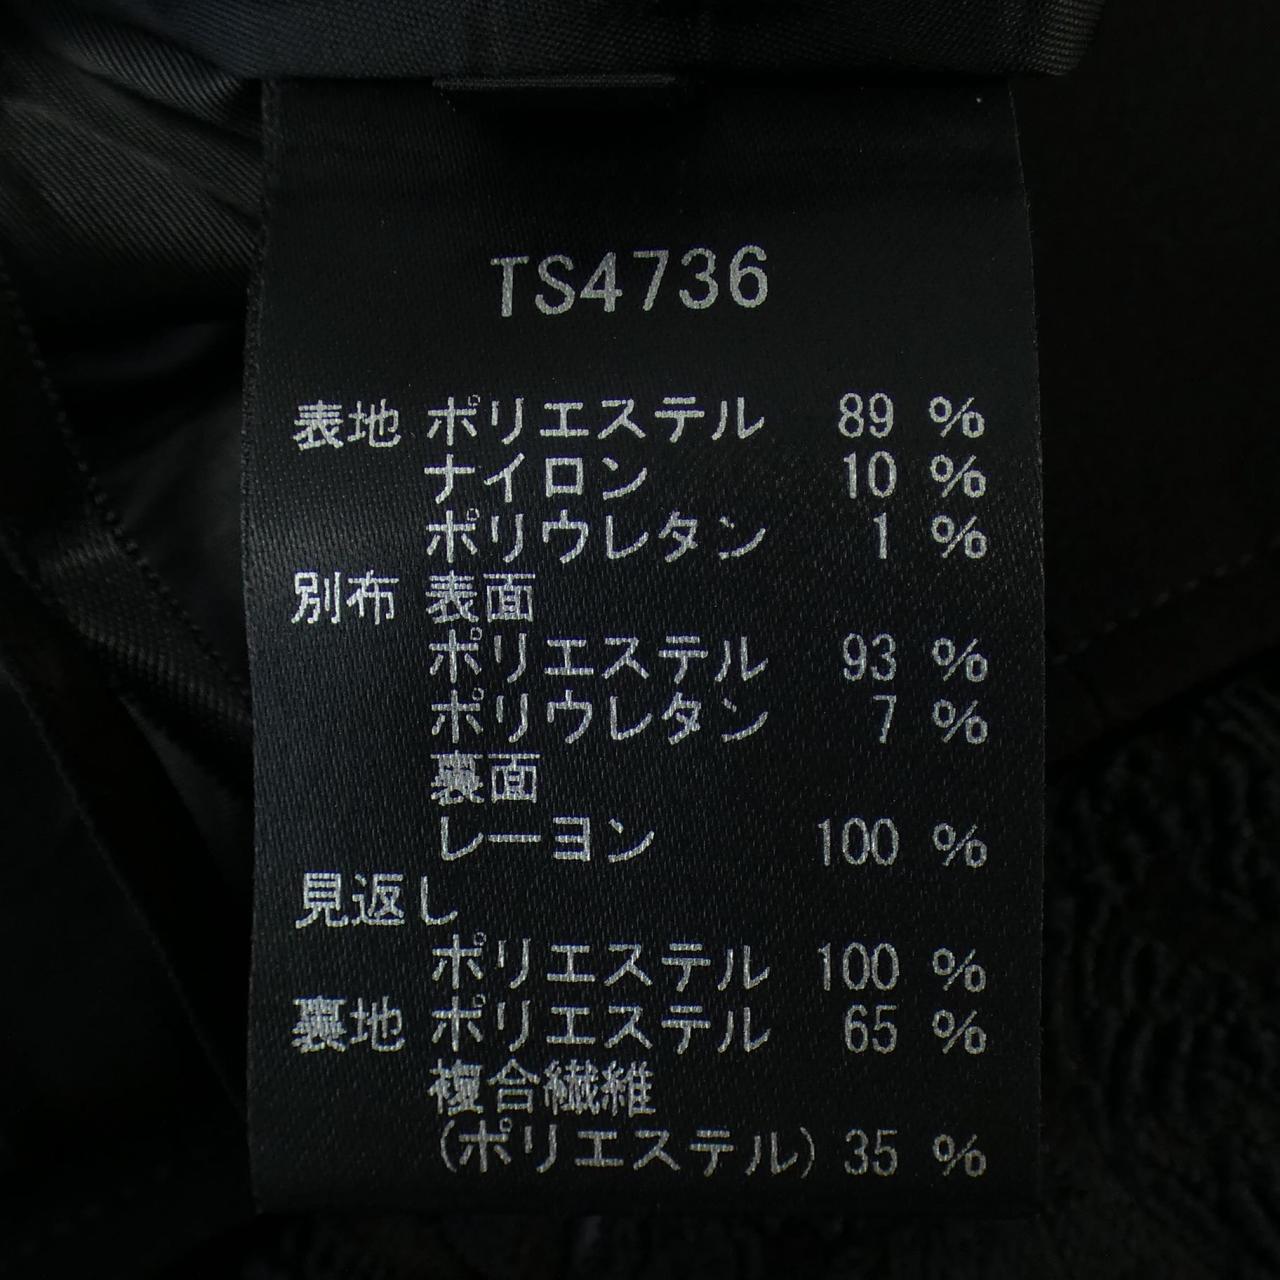 TS4736
表地 ポリエステル 89 %
ナイロン 10 %
ポリウレタン 1 %
別布 表面
ポリエステル 93 %
ポリウレタン 7 %
裏面
レーヨン 100 %
見返し
ポリエステル 100 %
裏地 ポリエステル 65 %
複合繊維
(ポリエステル) 35 %